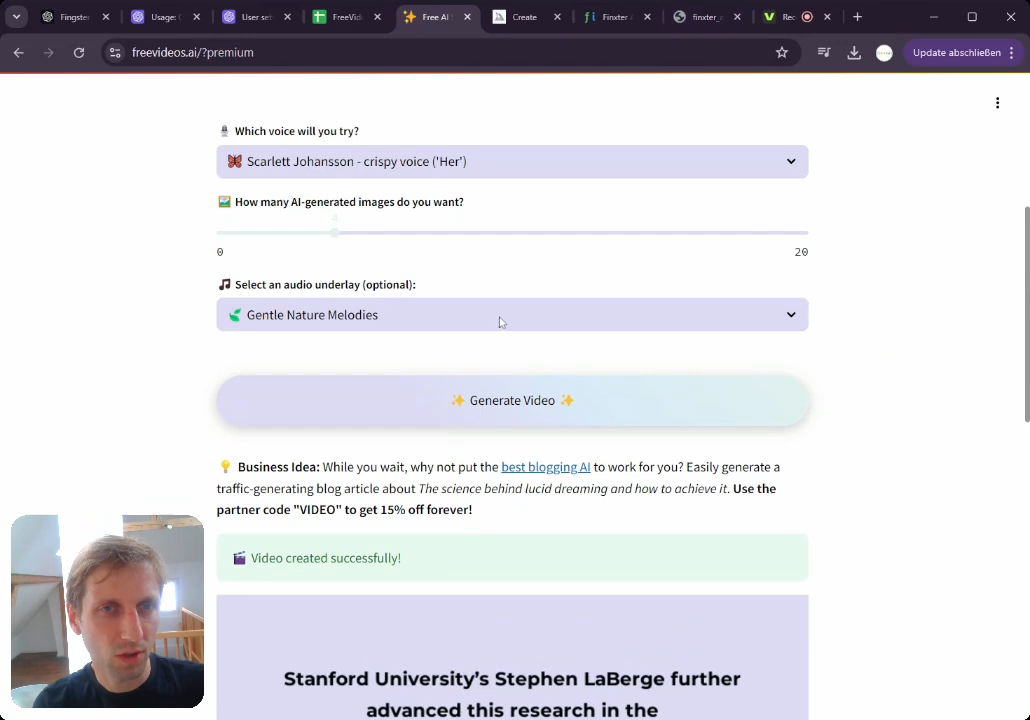 Fingster
Usage: (
User set
FreeVid
Free AI
Create
Finxter
finxter_
Rec
freevideos.ai/?premium
Update abschließen
Which voice will you try?
Scarlett Johansson - crispy voice ('Her')
How many AI-generated images do you want?
0 20
Select an audio underlay (optional):
Gentle Nature Melodies
✨ Generate Video ✨
Business Idea: While you wait, why not put the best blogging AI to work for you? Easily generate a
traffic-generating blog article about The science behind lucid dreaming and how to achieve it. Use the
partner code "VIDEO" to get 15% off forever!
Video created successfully!
Stanford University’s Stephen LaBerge further
advanced this research in the